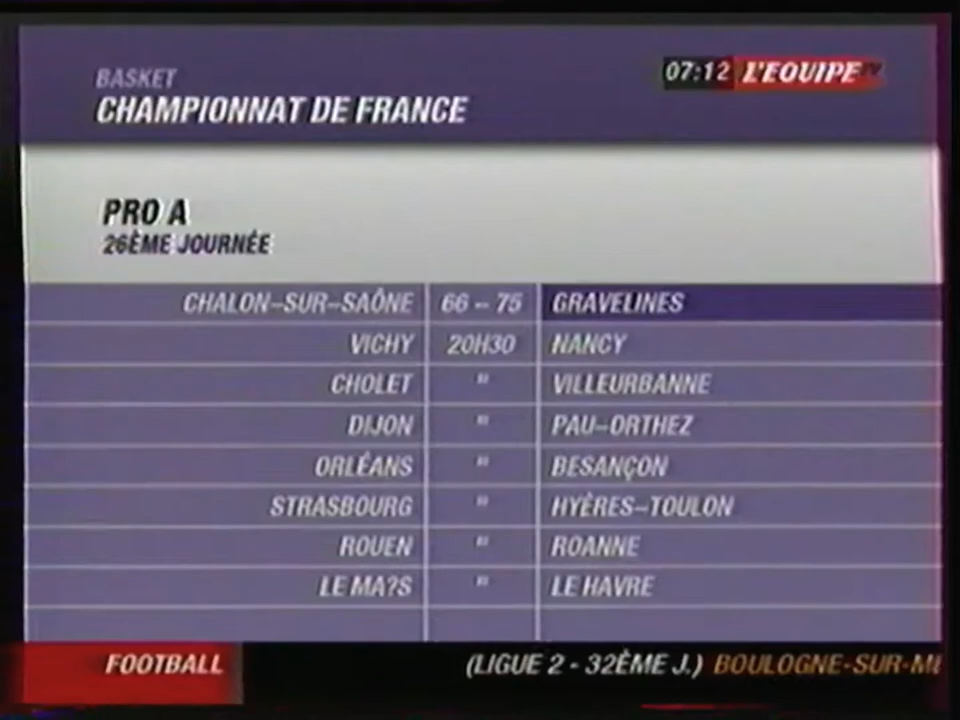 BASKET
CHAMPIONNAT DE FRANCE
07:12 L'EQUIPE TV
PRO A
26ÈME JOURNÉE
CHALON-SUR-SAÔNE 66 - 75 GRAVELINES
VICHY 20H30 NANCY
CHOLET " VILLEURBANNE
DIJON " PAU-ORTHEZ
ORLÉANS " BESANÇON
STRASBOURG " HYÈRES-TOULON
ROUEN " ROANNE
LE MA?S " LE HAVRE
FOOTBALL (LIGUE 2 - 32ÈME J.) BOULOGNE-SUR-M